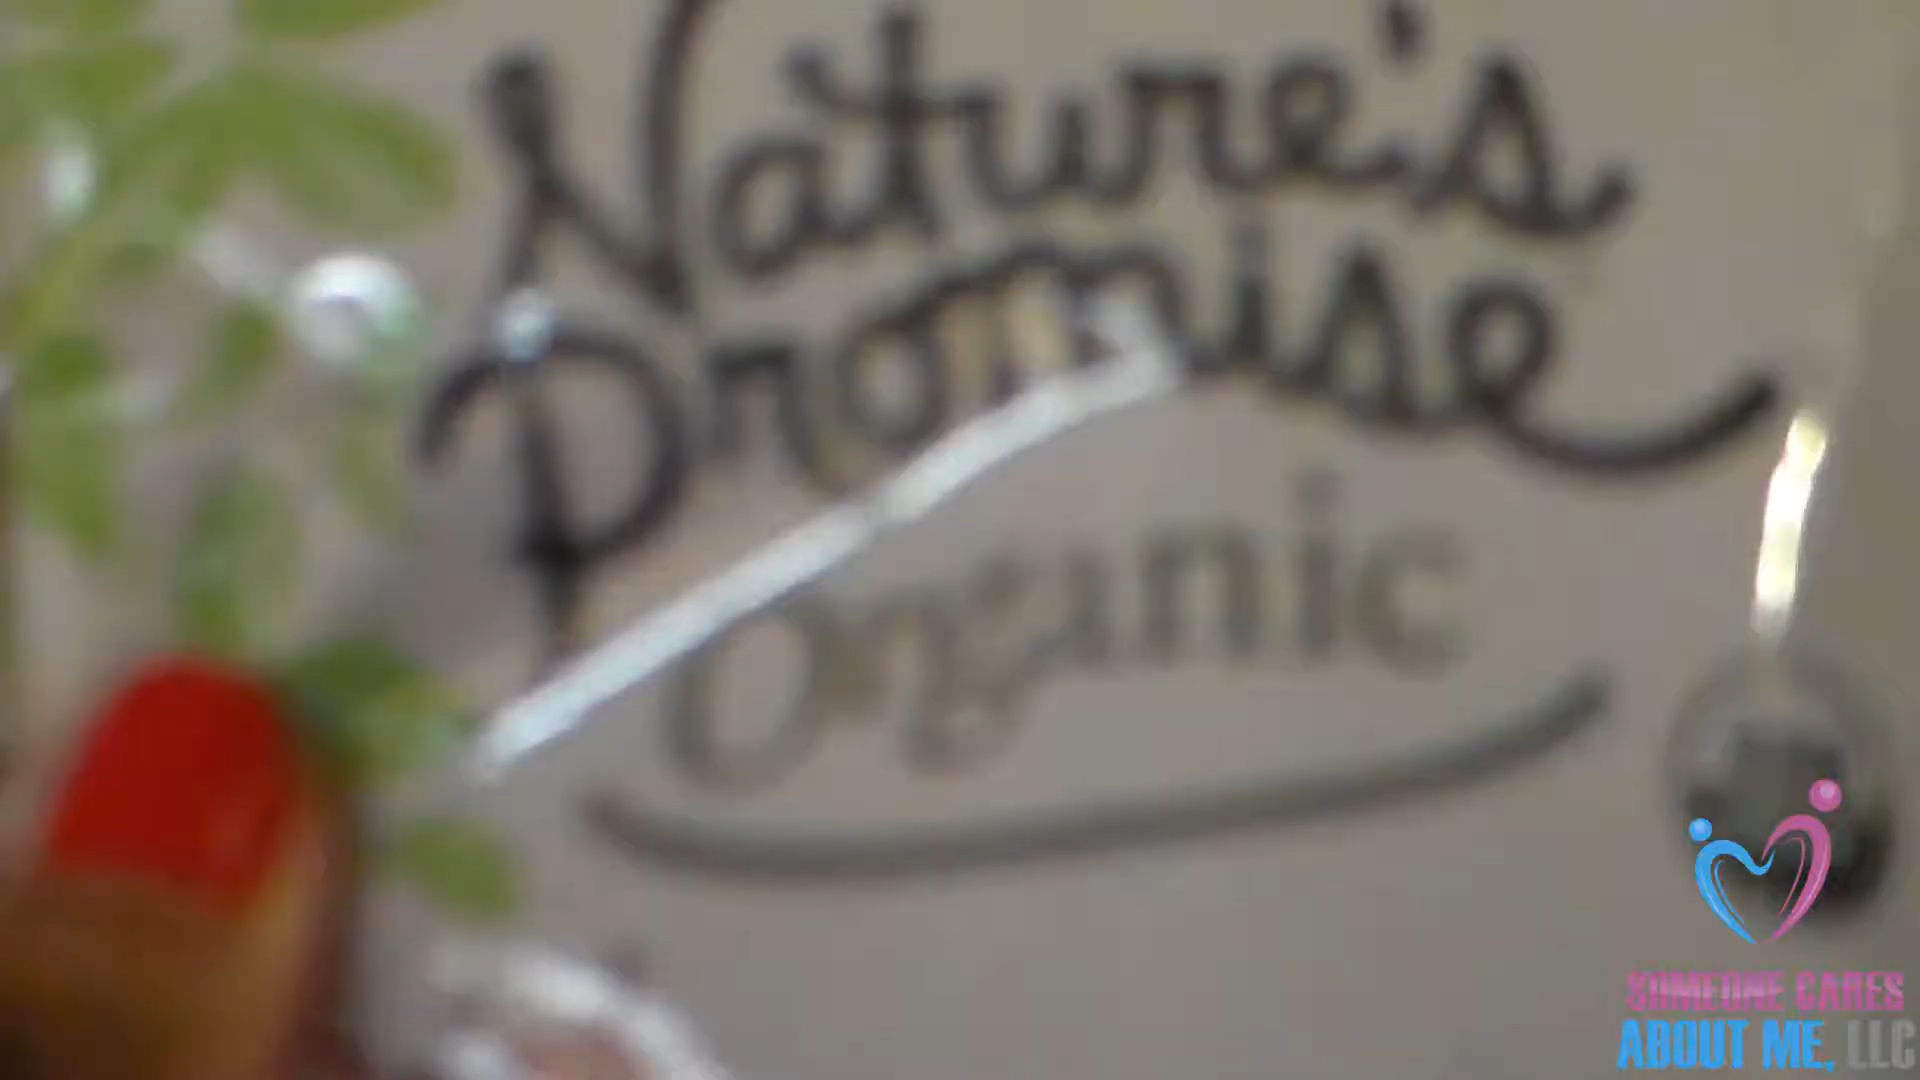 Nature's
Promise
Organic
SOMEONE CARES
ABOUT ME, LLC